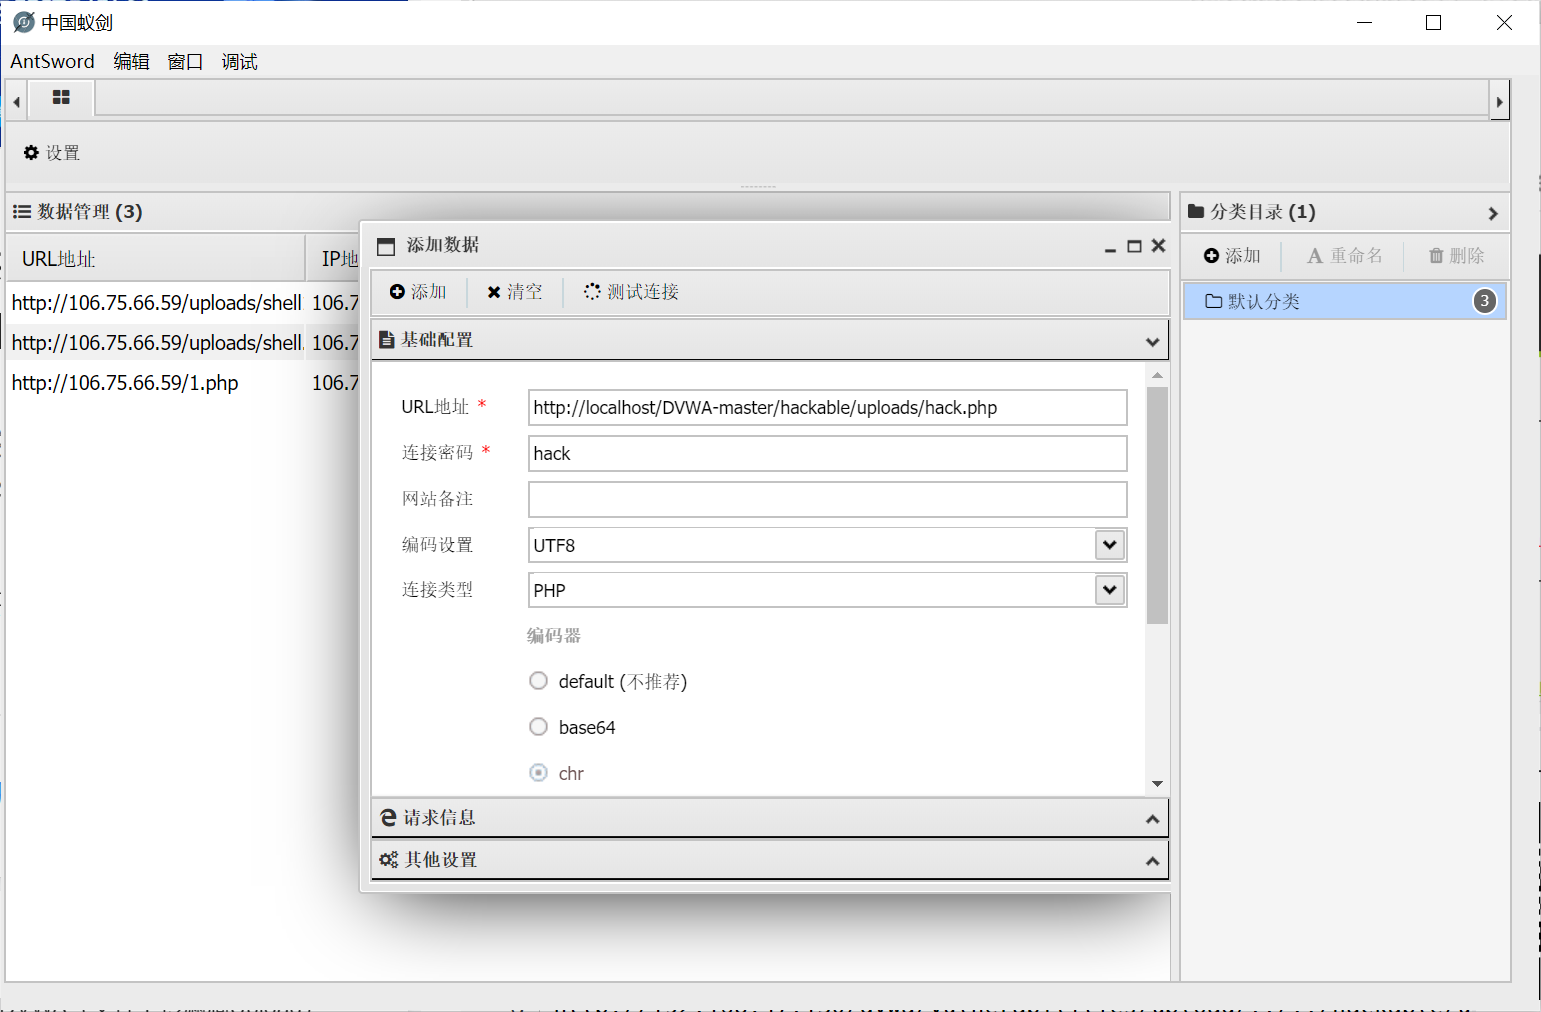 中国蚁剑
AntSword 编辑 窗口 调试
设置
数据管理 (3)
URL地址 IP地
http://106.75.66.59/uploads/shell. 106.7
http://106.75.66.59/uploads/shell. 106.7
http://106.75.66.59/1.php 106.7
添加数据
添加 清空 测试连接
基础配置
URL地址 * http://localhost/DVWA-master/hackable/uploads/hack.php
连接密码 * hack
网站备注
编码设置 UTF8
连接类型 PHP
编码器
default (不推荐)
base64
chr
请求信息
其他设置
分类目录 (1)
添加 重命名 删除
默认分类 3